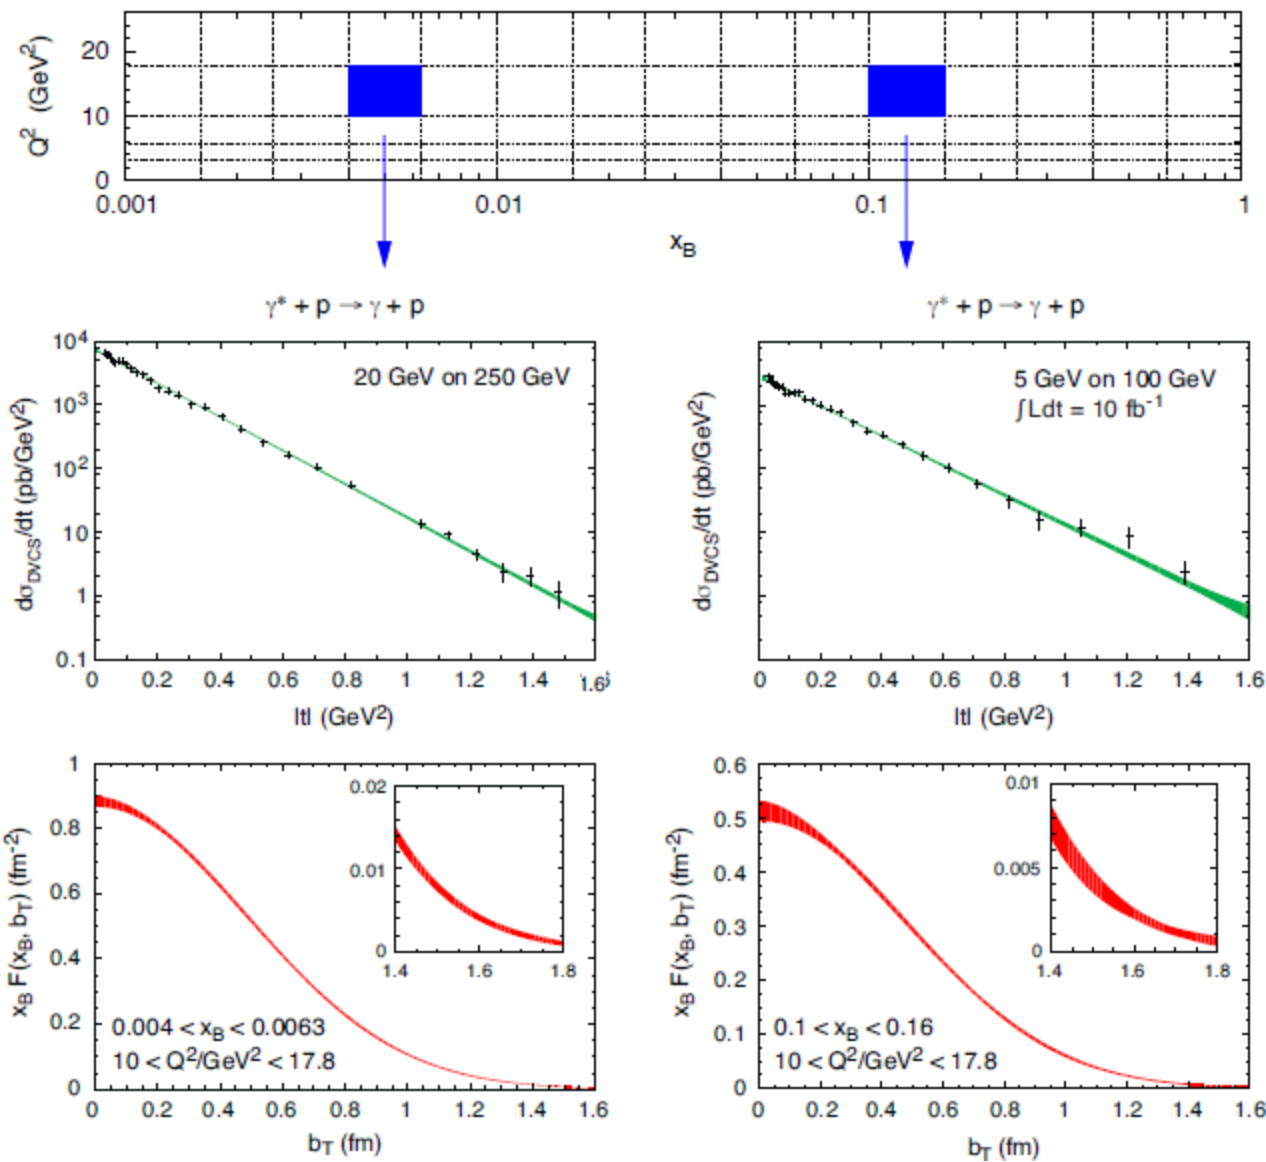 Q² (GeV²)
20
10
0
0.001
0.01
0.1
1
x_B
γ* + p → γ + p
dσ_DVCS/dt (pb/GeV²)
10⁴
10³
10²
10
1
0.1
20 GeV on 250 GeV
0 0.2 0.4 0.6 0.8 1 1.2 1.4 1.6
|t| (GeV²)
γ* + p → γ + p
dσ_DVCS/dt (pb/GeV²)
5 GeV on 100 GeV
∫Ldt = 10 fb⁻¹
0 0.2 0.4 0.6 0.8 1 1.2 1.4 1.6
|t| (GeV²)
x_B F(x_B, b_T) (fm⁻²)
1
0.8
0.6
0.4
0.2
0
0.02
0.01
0
1.4 1.6 1.8
0.004 < x_B < 0.0063
10 < Q²/GeV² < 17.8
0 0.2 0.4 0.6 0.8 1 1.2 1.4 1.6
b_T (fm)
x_B F(x_B, b_T) (fm⁻²)
0.6
0.5
0.4
0.3
0.2
0.1
0
0.01
0.005
0
1.4 1.6 1.8
0.1 < x_B < 0.16
10 < Q²/GeV² < 17.8
0 0.2 0.4 0.6 0.8 1 1.2 1.4 1.6
b_T (fm)